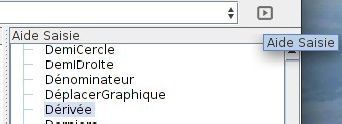 Aide Saisie
Aide Saisie
DemiCercle
DemiDroite
Dénominateur
DéplacerGraphique
Dérivée